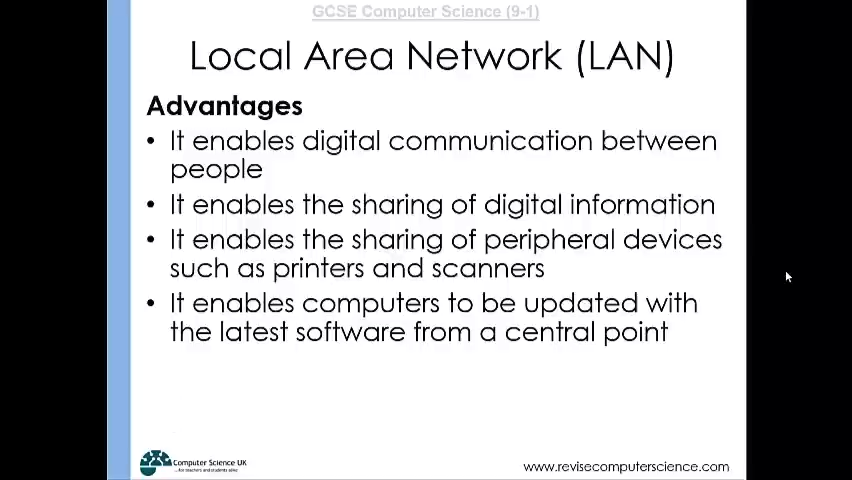 GCSE Computer Science (9-1)
Local Area Network (LAN)
Advantages
• It enables digital communication between
people
• It enables the sharing of digital information
• It enables the sharing of peripheral devices
such as printers and scanners
• It enables computers to be updated with
the latest software from a central point
Computer Science UK
...for teachers and students alike
www.revisecomputerscience.com